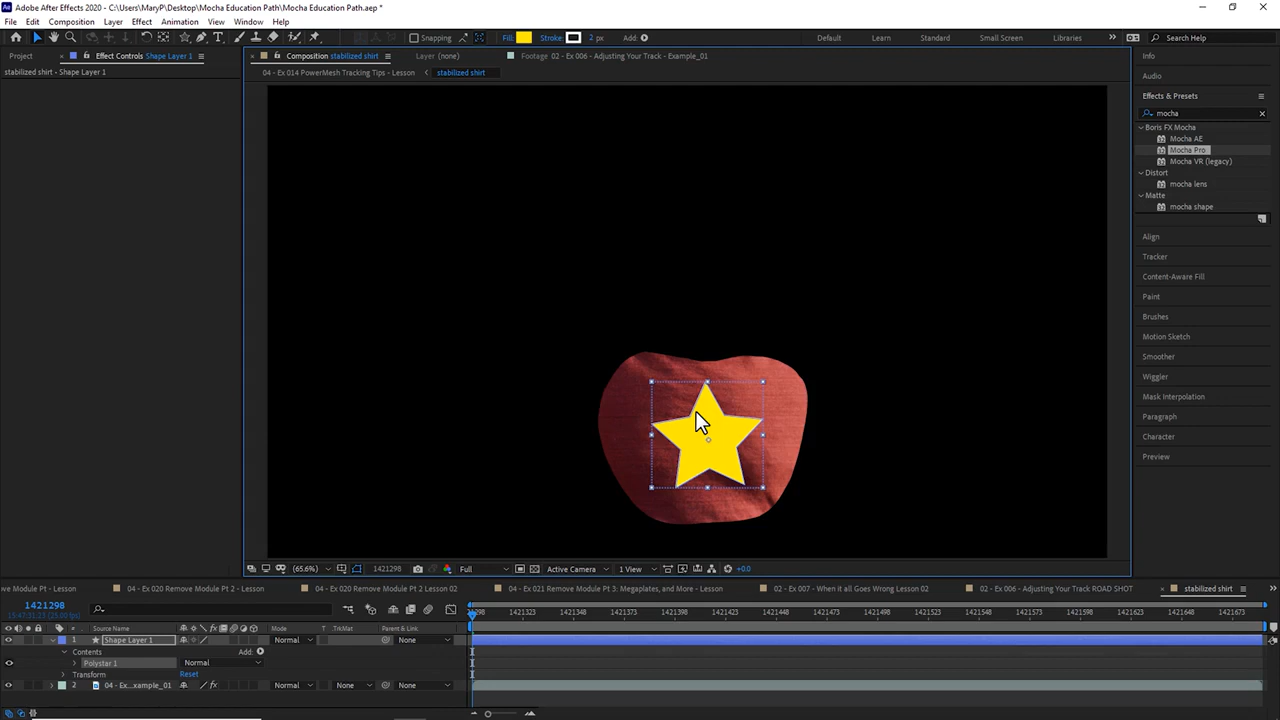 Adobe After Effects 2020 - C:\Users\MaryP\Desktop\Mocha Education Path\Mocha Education Path.aep *
File Edit Composition Layer Effect Animation View Window Help
Snapping Fill: Stroke: 2 px Add: Default Learn Standard Small Screen Libraries Search Help
Project Effect Controls Shape Layer 1 Composition stabilized shirt Layer (none) Footage 02 - Ex 006 - Adjusting Your Track - Example_01 Info
stabilized shirt - Shape Layer 1 04 - Ex 014 PowerMesh Tracking Tips - Lesson stabilized shirt Audio
Effects & Presets
mocha
Boris FX Mocha
Mocha AE
Mocha Pro
Mocha VR (legacy)
Distort
mocha lens
Matte
mocha shape
Align
Tracker
Content-Aware Fill
Paint
Brushes
Motion Sketch
Smoother
Wiggler
Mask Interpolation
Paragraph
Character
Preview
(65.6%) 1421298 Full Active Camera 1 View +0.0
ve Module Pt - Lesson 04 - Ex 020 Remove Module Pt 2 - Lesson 04 - Ex 020 Remove Module Pt 2 Lesson 02 04 - Ex 021 Remove Module Pt 3: Megaplates, and More - Lesson 02 - Ex 007 - When it all Goes Wrong Lesson 02 02 - Ex 006 - Adjusting Your Track ROAD SHOT stabilized shirt
1421298
298 1421323 1421348 1421373 1421398 1421423 1421448 1421473 1421498 1421523 1421548 1421573 1421598 1421623 1421648 1421673
# Source Name Mode T TrkMat Parent & Link
1 Shape Layer 1 Normal None
Contents Add:
Polystar 1 Normal
Transform Reset
2 04 - Ex...xample_01 fx Normal None None